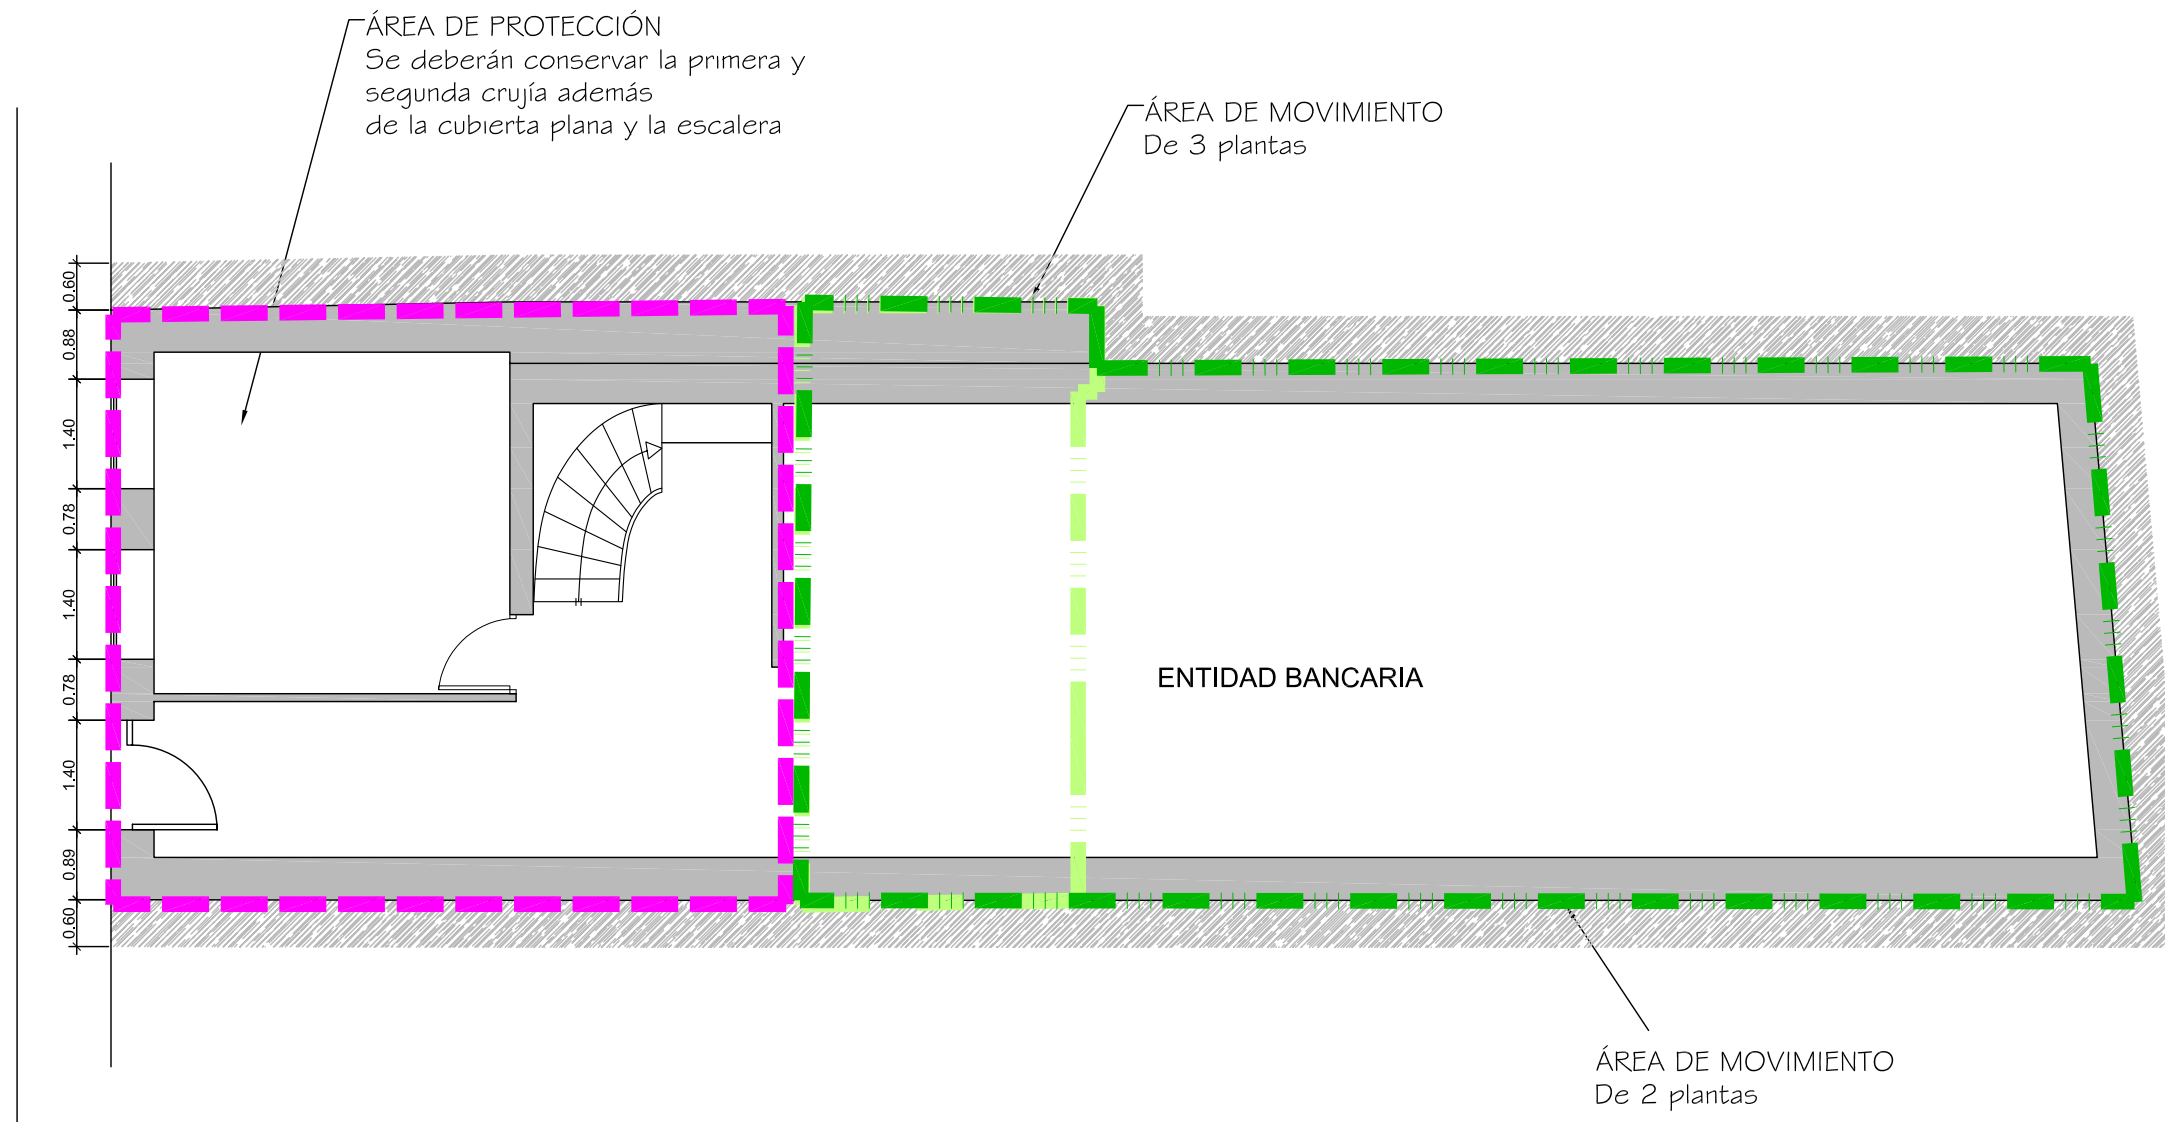 ÁREA DE PROTECCIÓN
Se deberán conservar la primera y
segunda crujía además
de la cubierta plana y la escalera
ÁREA DE MOVIMIENTO
De 3 plantas
0.60
0.88
1.40
0.78
1.40
0.78
1.40
0.89
0.60
ENTIDAD BANCARIA
ÁREA DE MOVIMIENTO
De 2 plantas